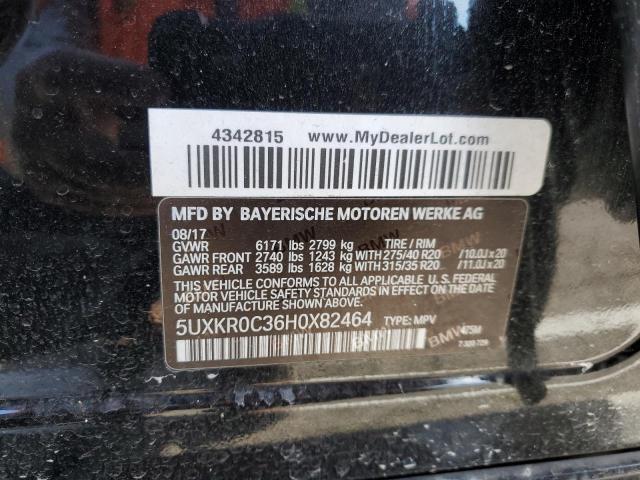 4342815 www.MyDealerLot.com
MFD BY BAYERISCHE MOTOREN WERKE AG
08/17
GVWR 6171 lbs 2799 kg TIRE / RIM
GAWR FRONT 2740 lbs 1243 kg WITH 275/40 R20 /10.0J x 20
GAWR REAR 3589 lbs 1628 kg WITH 315/35 R20 /11.0J x 20
THIS VEHICLE CONFORMS TO ALL APPLICABLE U.S. FEDERAL
MOTOR VEHICLE SAFETY STANDARDS IN EFFECT ON THE DATE
OF MANUFACTURE SHOWN ABOVE.
5UXKR0C36H0X82464 TYPE: MPV
475M